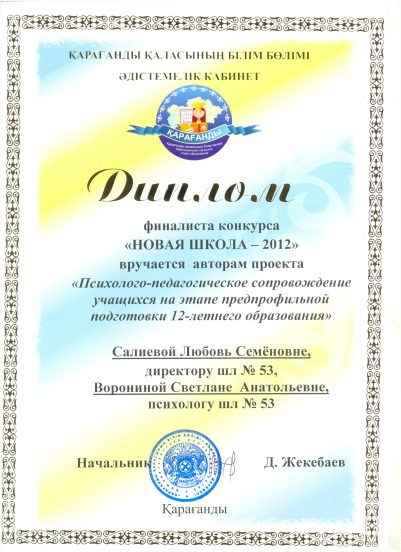 ҚАРАҒАНДЫ ҚАЛАСЫНЫҢ БІЛІМ БӨЛІМІ
ӘДІСТЕМЕЛІК КАБИНЕТ
ҚАРАҒАНДЫ
Диплом
финалиста конкурса
«НОВАЯ ШКОЛА – 2012»
вручается авторам проекта
«Психолого-педагогическое сопровождение
учащихся на этапе предпрофильной
подготовки 12-летнего образования»
Салиевой Любовь Семёновне,
директору шл № 53,
Ворониной Светлане Анатольевне,
психологу шл № 53
Начальник Д. Жекебаев
Қарағанды